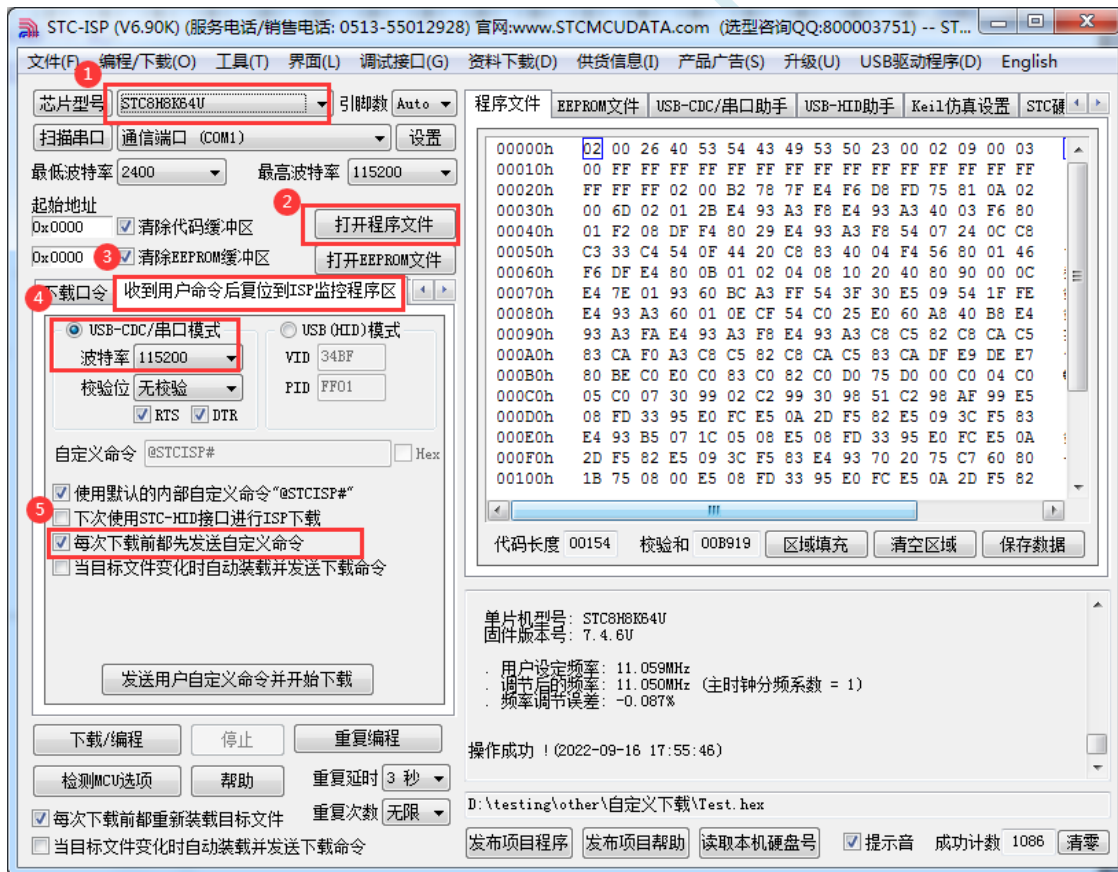 STC-ISP (V6.90K) (服务电话/销售电话: 0513-55012928) 官网:www.STCMCUDATA.com (选型咨询QQ:800003751) -- ST...
文件(F) 编程/下载(O) 工具(T) 界面(L) 调试接口(G) 资料下载(D) 供货信息(I) 产品广告(S) 升级(U) USB驱动程序(D) English
1
芯片型号 STC8H8K64U 引脚数 Auto
扫描串口 通信端口 (COM1) 设置
最低波特率 2400 最高波特率 115200
起始地址
2
0x0000 清除代码缓冲区 打开程序文件
0x0000 3 清除EEPROM缓冲区 打开EEPROM文件
4 下载口令 收到用户命令后复位到ISP监控程序区
USB-CDC/串口模式 USB(HID)模式
波特率 115200 VID 34BF
校验位 无校验 PID FF01
RTS DTR
自定义命令 @STCISP# Hex
使用默认的内部自定义命令"@STCISP#"
5
下次使用STC-HID接口进行ISP下载
每次下载前都先发送自定义命令
当目标文件变化时自动装载并发送下载命令
发送用户自定义命令并开始下载
下载/编程 停止 重复编程
检测MCU选项 帮助 重复延时 3 秒
每次下载前都重新装载目标文件 重复次数 无限
当目标文件变化时自动装载并发送下载命令
程序文件 EEPROM文件 USB-CDC/串口助手 USB-HID助手 Keil仿真设置 STC硬
00000h 02 00 26 40 53 54 43 49 53 50 23 00 02 09 00 03
00010h 00 FF FF FF FF FF FF FF FF FF FF FF FF FF FF FF
00020h FF FF FF 02 00 B2 78 7F E4 F6 D8 FD 75 81 0A 02
00030h 00 6D 02 01 2B E4 93 A3 F8 E4 93 A3 40 03 F6 80
00040h 01 F2 08 DF F4 80 29 E4 93 A3 F8 54 07 24 0C C8
00050h C3 33 C4 54 0F 44 20 C8 83 40 04 F4 56 80 01 46
00060h F6 DF E4 80 0B 01 02 04 08 10 20 40 80 90 00 0C
00070h E4 7E 01 93 60 BC A3 FF 54 3F 30 E5 09 54 1F FE
00080h E4 93 A3 60 01 0E CF 54 C0 25 E0 60 A8 40 B8 E4
00090h 93 A3 FA E4 93 A3 F8 E4 93 A3 C8 C5 82 C8 CA C5
000A0h 83 CA F0 A3 C8 C5 82 C8 CA C5 83 CA DF E9 DE E7
000B0h 80 BE C0 E0 C0 83 C0 82 C0 D0 75 D0 00 C0 04 C0
000C0h 05 C0 07 30 99 02 C2 99 30 98 51 C2 98 AF 99 E5
000D0h 08 FD 33 95 E0 FC E5 0A 2D F5 82 E5 09 3C F5 83
000E0h E4 93 B5 07 1C 05 08 E5 08 FD 33 95 E0 FC E5 0A
000F0h 2D F5 82 E5 09 3C F5 83 E4 93 70 20 75 C7 60 80
00100h 1B 75 08 00 E5 08 FD 33 95 E0 FC E5 0A 2D F5 82
代码长度 00154 校验和 00B919 区域填充 清空区域 保存数据
单片机型号: STC8H8K64U
固件版本号: 7.4.6U
. 用户设定频率: 11.059MHz
. 调节后的频率: 11.050MHz (主时钟分频系数 = 1)
. 频率调节误差: -0.087%
操作成功 !(2022-09-16 17:55:46)
D:\testing\other\自定义下载\Test.hex
发布项目程序 发布项目帮助 读取本机硬盘号 提示音 成功计数 1086 清零